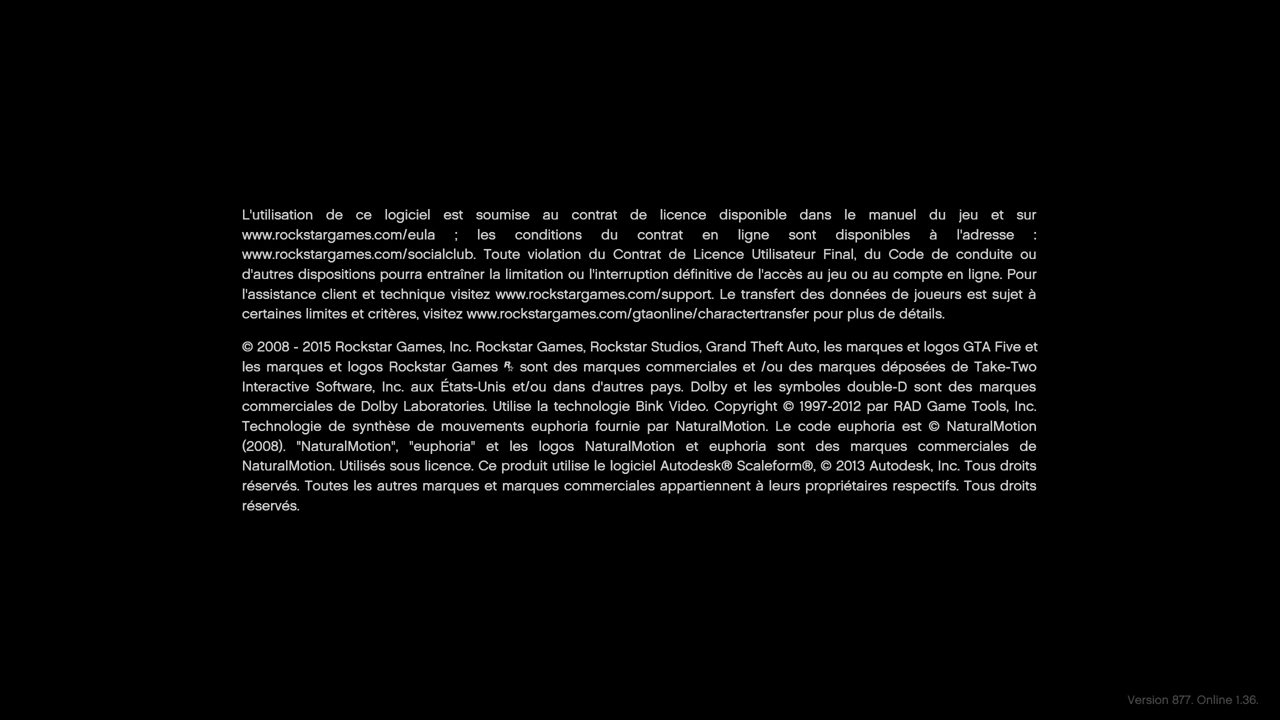 L'utilisation de ce logiciel est soumise au contrat de licence disponible dans le manuel du jeu et sur
www.rockstargames.com/eula ; les conditions du contrat en ligne sont disponibles à l'adresse :
www.rockstargames.com/socialclub. Toute violation du Contrat de Licence Utilisateur Final, du Code de conduite ou
d'autres dispositions pourra entraîner la limitation ou l'interruption définitive de l'accès au jeu ou au compte en ligne. Pour
l'assistance client et technique visitez www.rockstargames.com/support. Le transfert des données de joueurs est sujet à
certaines limites et critères, visitez www.rockstargames.com/gtaonline/charactertransfer pour plus de détails.
© 2008 - 2015 Rockstar Games, Inc. Rockstar Games, Rockstar Studios, Grand Theft Auto, les marques et logos GTA Five et
les marques et logos Rockstar Games R* sont des marques commerciales et /ou des marques déposées de Take-Two
Interactive Software, Inc. aux États-Unis et/ou dans d'autres pays. Dolby et les symboles double-D sont des marques
commerciales de Dolby Laboratories. Utilise la technologie Bink Video. Copyright © 1997-2012 par RAD Game Tools, Inc.
Technologie de synthèse de mouvements euphoria fournie par NaturalMotion. Le code euphoria est © NaturalMotion
(2008). "NaturalMotion", "euphoria" et les logos NaturalMotion et euphoria sont des marques commerciales de
NaturalMotion. Utilisés sous licence. Ce produit utilise le logiciel Autodesk® Scaleform®, © 2013 Autodesk, Inc. Tous droits
réservés. Toutes les autres marques et marques commerciales appartiennent à leurs propriétaires respectifs. Tous droits
réservés.
Version 877. Online 1.36.